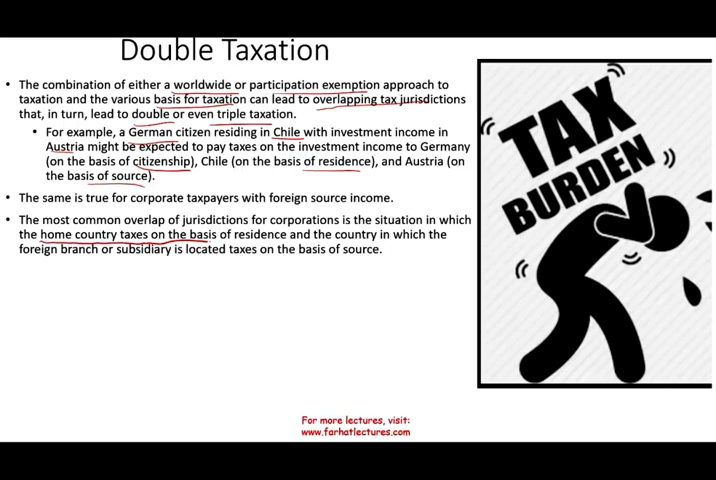 Double Taxation
• The combination of either a worldwide or participation exemption approach to
taxation and the various basis for taxation can lead to overlapping tax jurisdictions
that, in turn, lead to double or even triple taxation.
• For example, a German citizen residing in Chile with investment income in
Austria might be expected to pay taxes on the investment income to Germany
(on the basis of citizenship), Chile (on the basis of residence), and Austria (on
the basis of source).
• The same is true for corporate taxpayers with foreign source income.
• The most common overlap of jurisdictions for corporations is the situation in which
the home country taxes on the basis of residence and the country in which the
foreign branch or subsidiary is located taxes on the basis of source.
TAX
BURDEN
For more lectures, visit:
www.farhatlectures.com